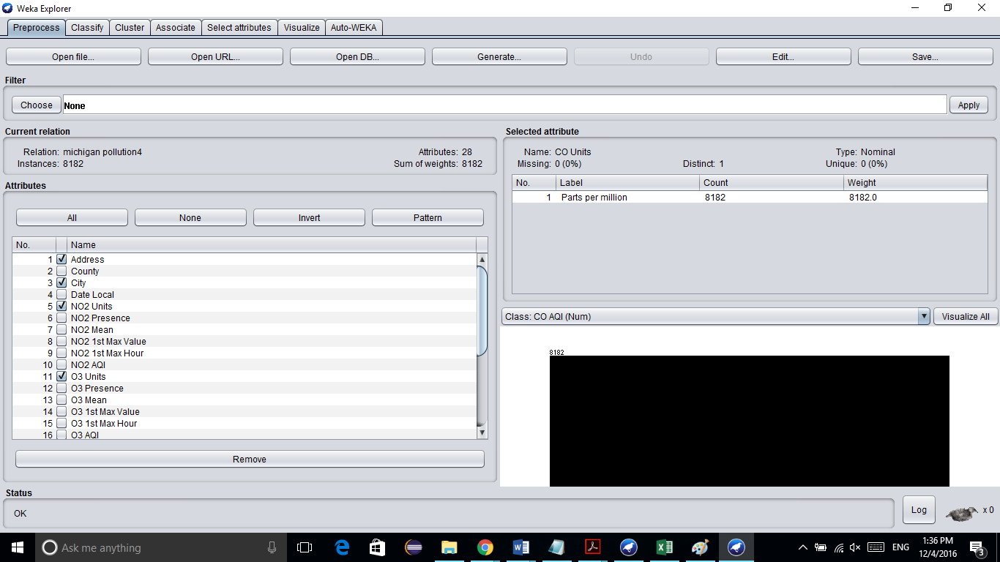 Weka Explorer
Preprocess Classify Cluster Associate Select attributes Visualize Auto-WEKA
Open file... Open URL... Open DB... Generate... Undo Edit... Save...
Filter
Choose None Apply
Current relation
Relation: michigan pollution4 Attributes: 28
Instances: 8182 Sum of weights: 8182
Selected attribute
Name: CO Units Type: Nominal
Missing: 0 (0%) Distinct: 1 Unique: 0 (0%)
No. Label Count Weight
1 Parts per million 8182 8182.0
Attributes
All None Invert Pattern
No. Name
1 Address
2 County
3 City
4 Date Local
5 NO2 Units
6 NO2 Presence
7 NO2 Mean
8 NO2 1st Max Value
9 NO2 1st Max Hour
10 NO2 AQI
11 O3 Units
12 O3 Presence
13 O3 Mean
14 O3 1st Max Value
15 O3 1st Max Hour
16 O3 AQI
Remove
Class: CO AQI (Num) Visualize All
8182
Status
OK
Log x 0
Ask me anything
ENG
1:36 PM
12/4/2016
3